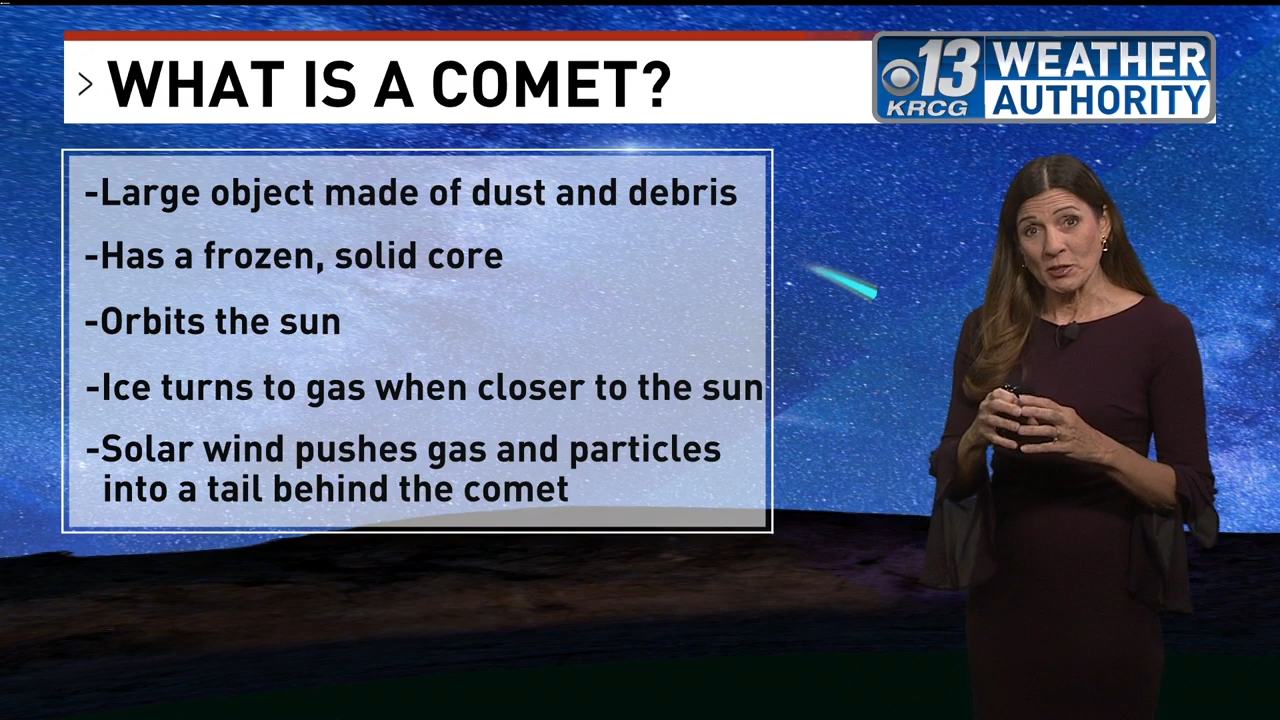 > WHAT IS A COMET?
13
KRCG
WEATHER
AUTHORITY
-Large object made of dust and debris
-Has a frozen, solid core
-Orbits the sun
-Ice turns to gas when closer to the sun
-Solar wind pushes gas and particles
into a tail behind the comet